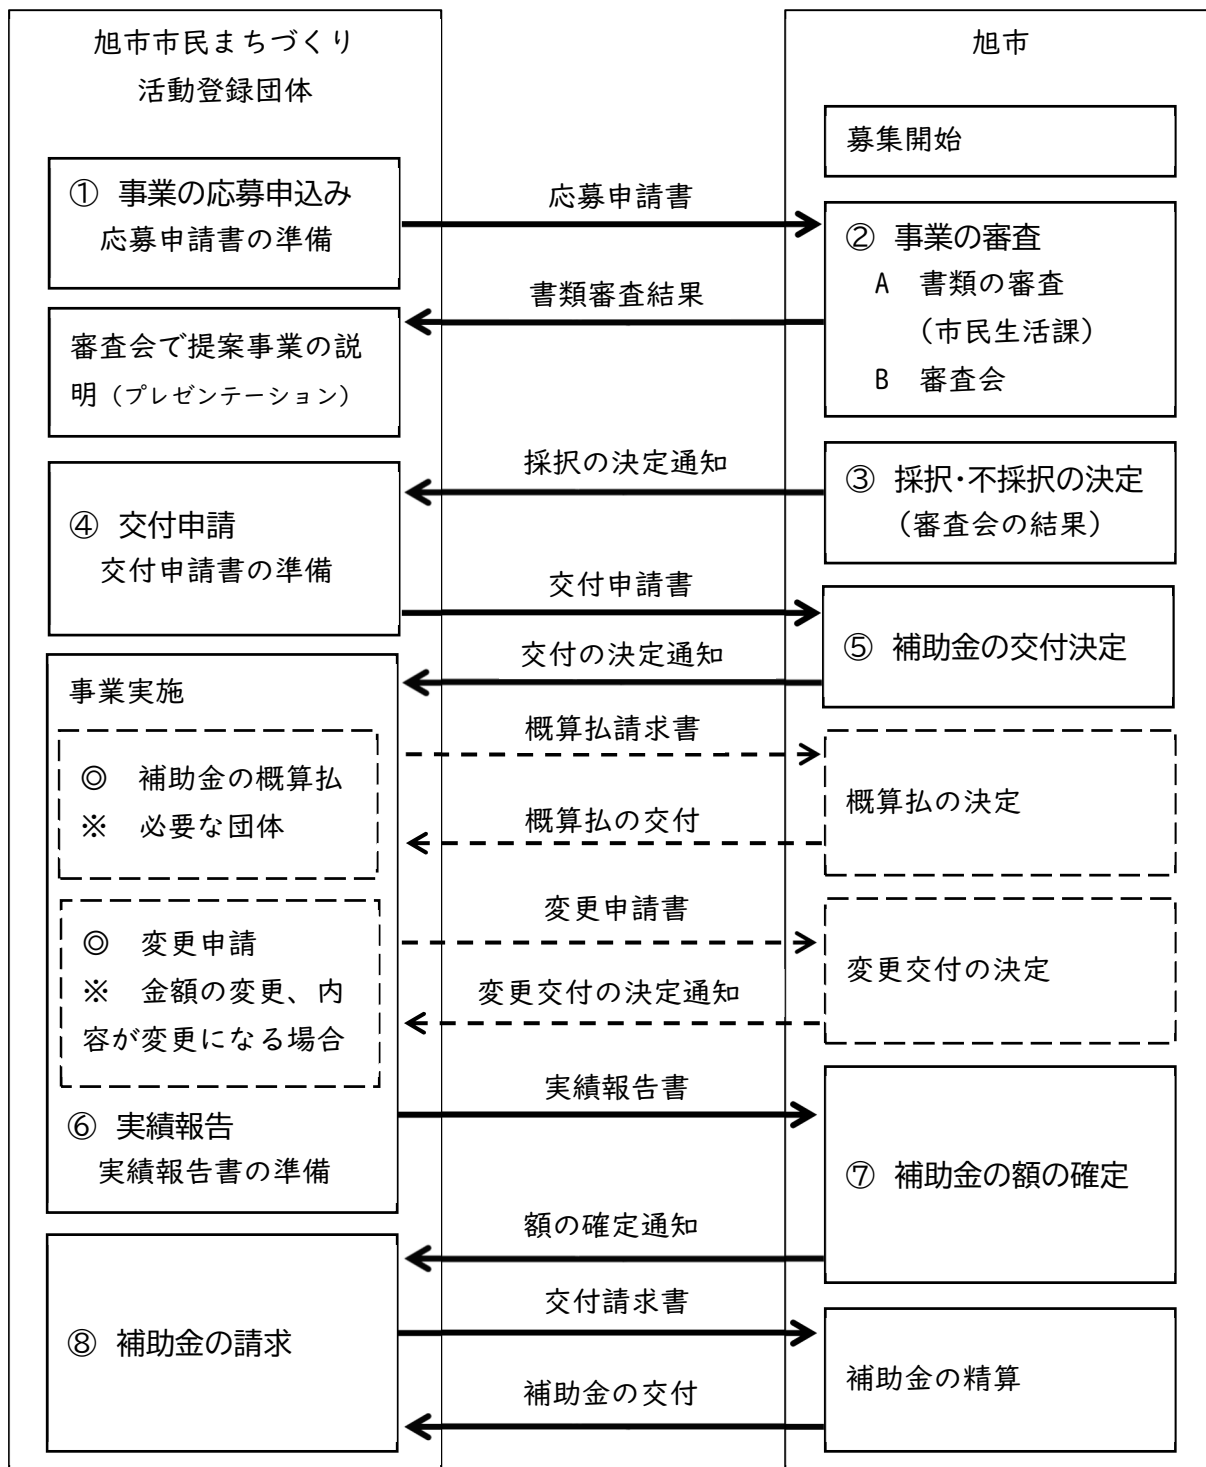 旭市市民まちづくり
活動登録団体
旭市
募集開始
① 事業の応募申込み
応募申請書の準備
応募申請書
② 事業の審査
A 書類の審査
（市民生活課）
B 審査会
書類審査結果
審査会で提案事業の説
明（プレゼンテーション）
採択の決定通知
③ 採択・不採択の決定
（審査会の結果）
④ 交付申請
交付申請書の準備
交付申請書
⑤ 補助金の交付決定
交付の決定通知
事業実施
概算払請求書
◎ 補助金の概算払
※ 必要な団体
概算払の決定
概算払の交付
変更申請書
◎ 変更申請
※ 金額の変更、内
容が変更になる場合
変更交付の決定
変更交付の決定通知
実績報告書
⑥ 実績報告
実績報告書の準備
⑦ 補助金の額の確定
額の確定通知
交付請求書
⑧ 補助金の請求
補助金の精算
補助金の交付